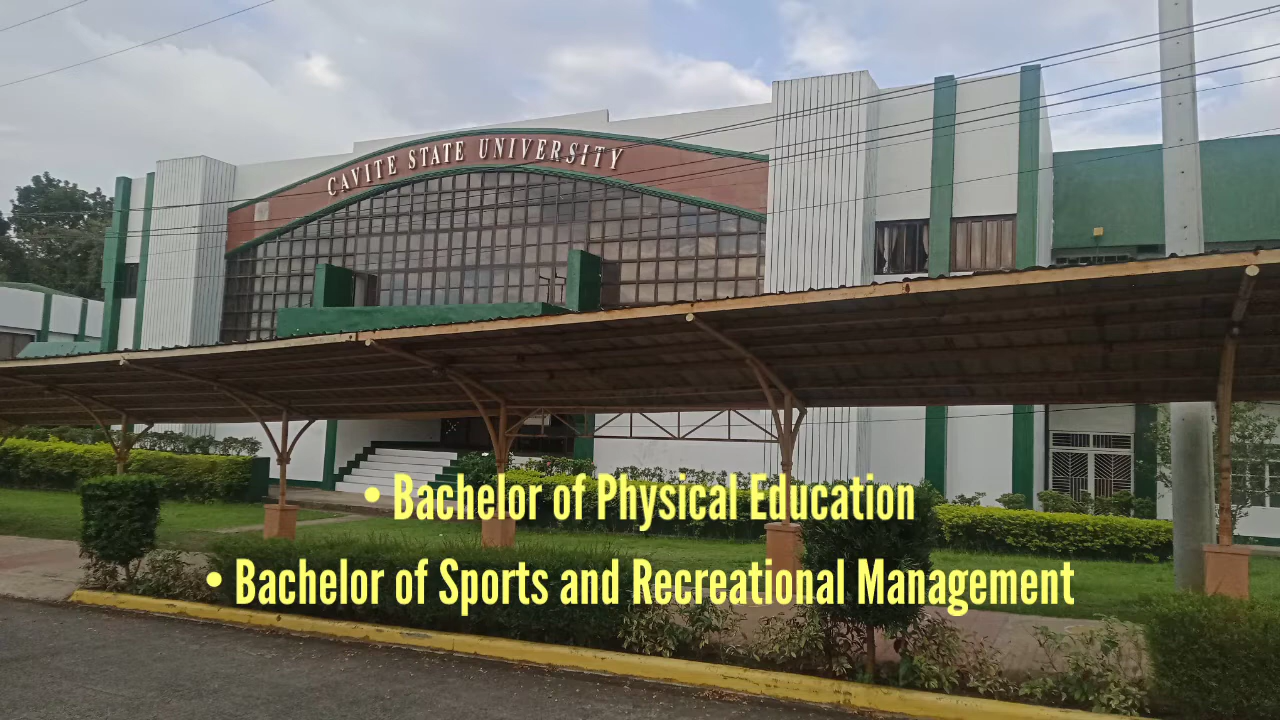 CAVITE STATE UNIVERSITY
• Bachelor of Physical Education
• Bachelor of Sports and Recreational Management